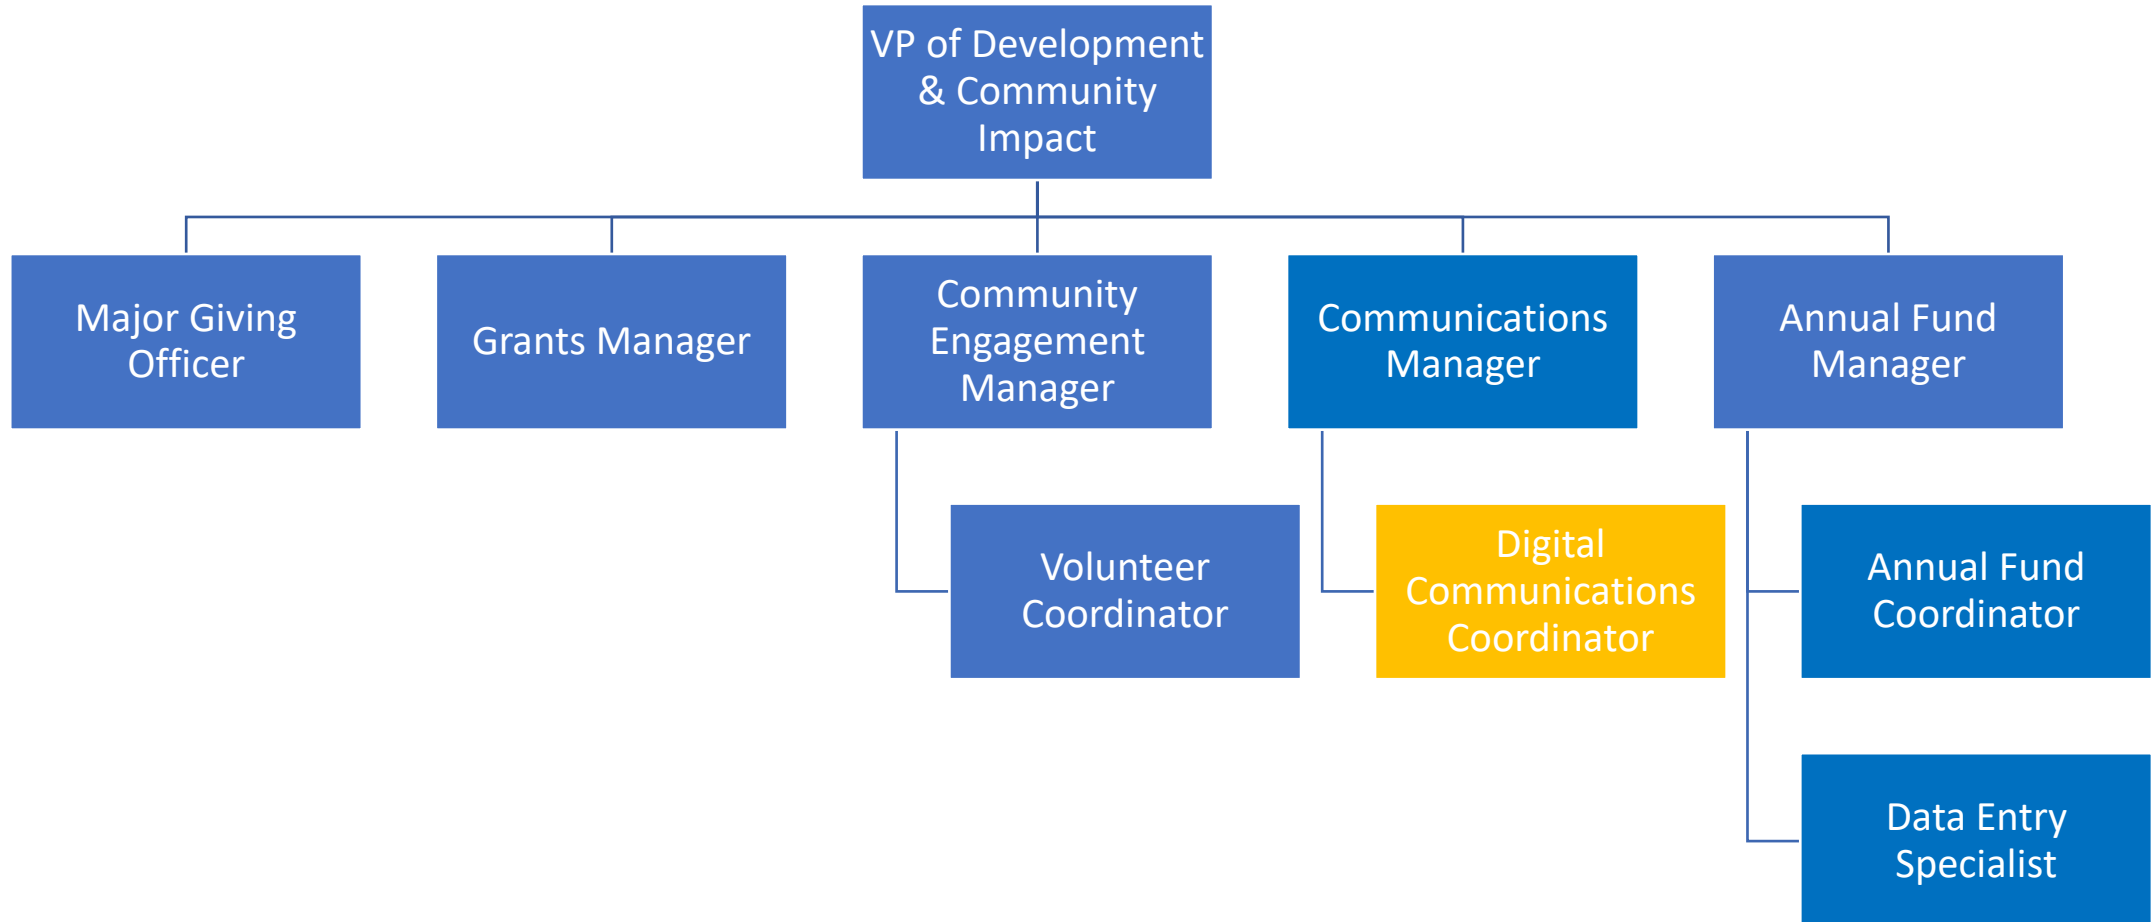 VP of Development
& Community
Impact
Major Giving
Officer
Grants Manager
Community
Engagement
Manager
Communications
Manager
Annual Fund
Manager
Volunteer
Coordinator
Digital
Communications
Coordinator
Annual Fund
Coordinator
Data Entry
Specialist